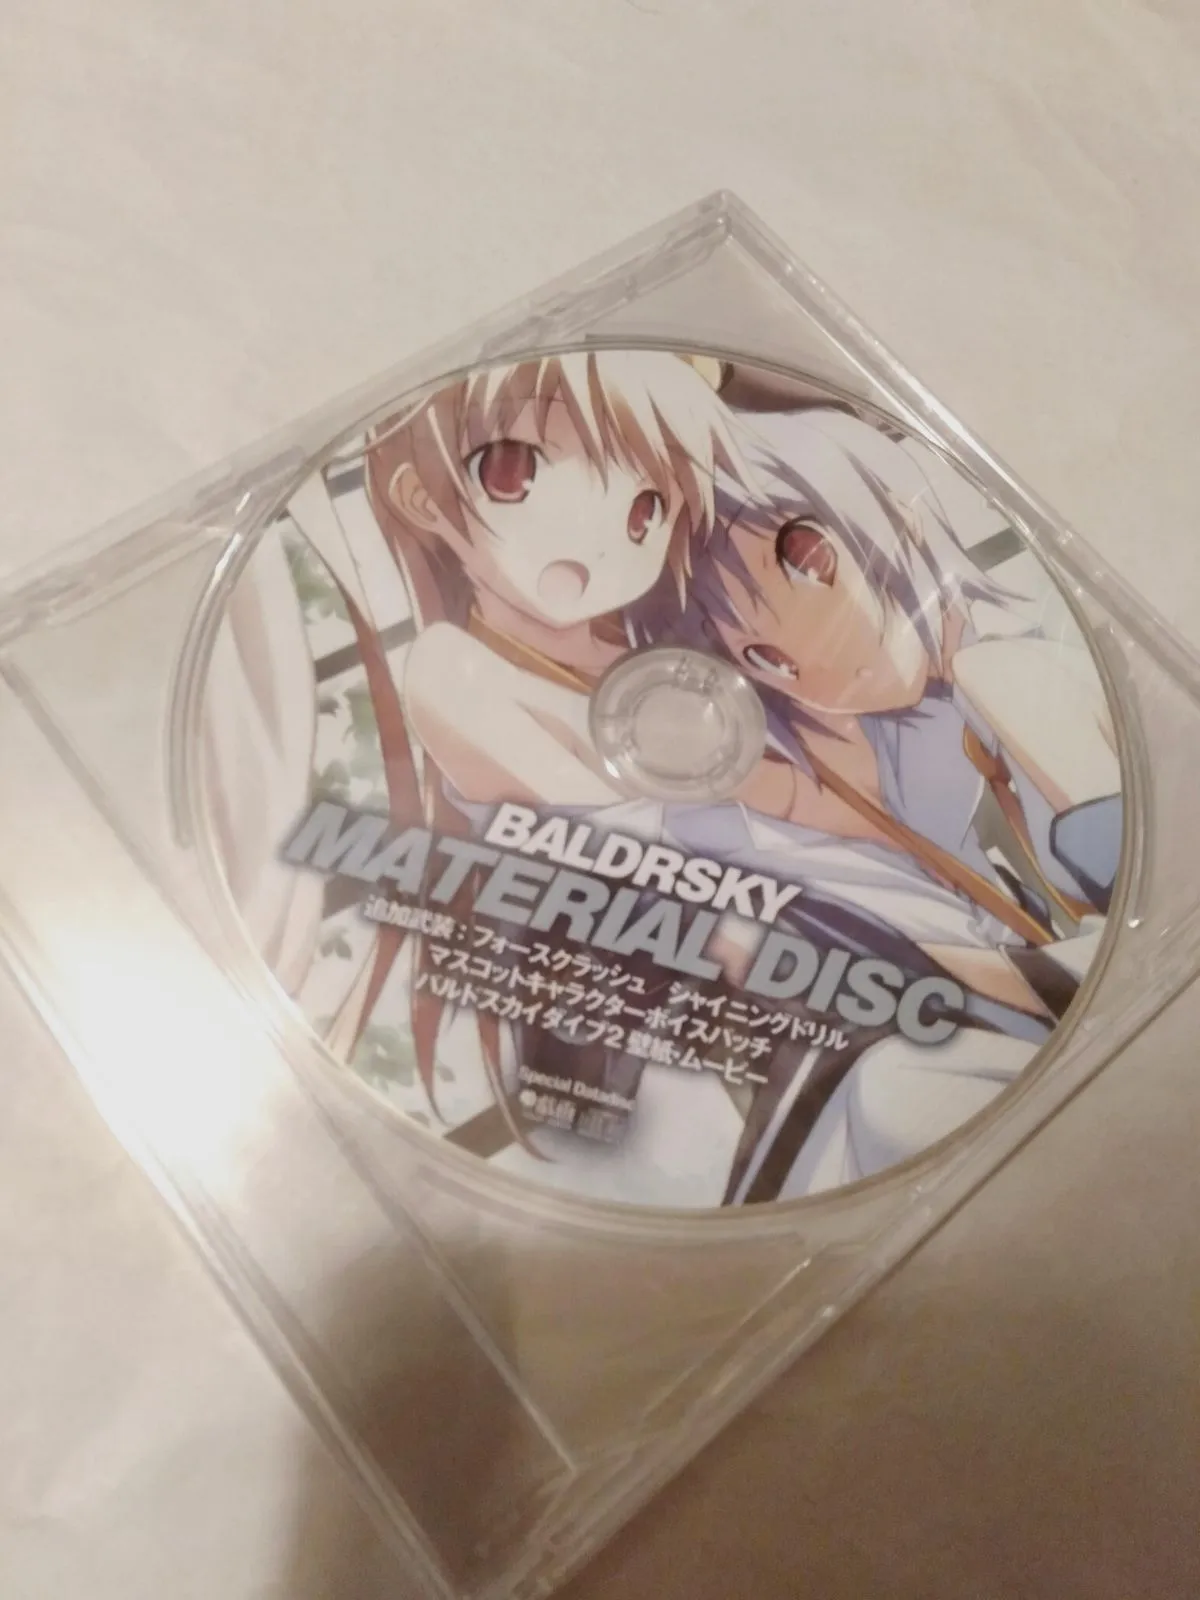 BALDRSKY
MATERIAL DISC
追加武装：フォースクラッシュ／シャイニングドリル
マスコットキャラクターボイスパッチ
バルドスカイダイブ2 壁紙・ムービー
Special Datadisc
戯画